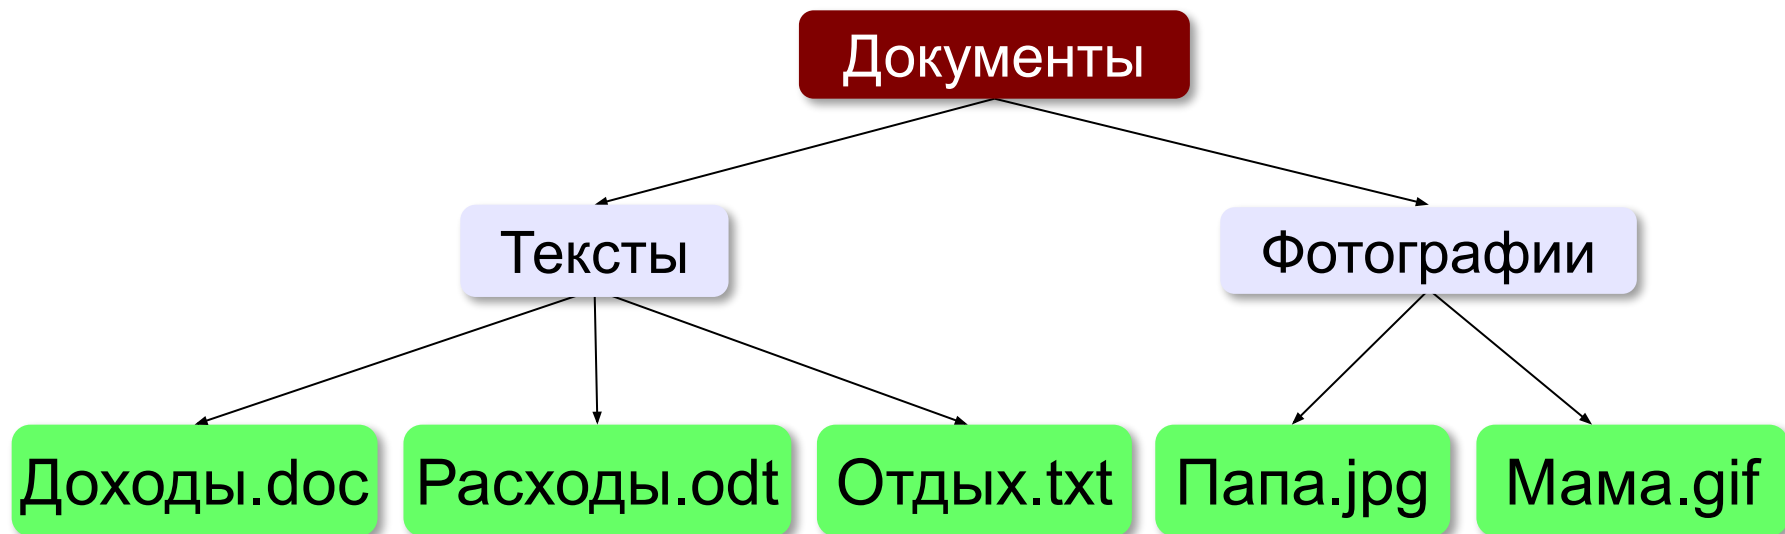 Документы
Тексты
Фотографии
Доходы.doc
Расходы.odt
Отдых.txt
Папа.jpg
Мама.gif